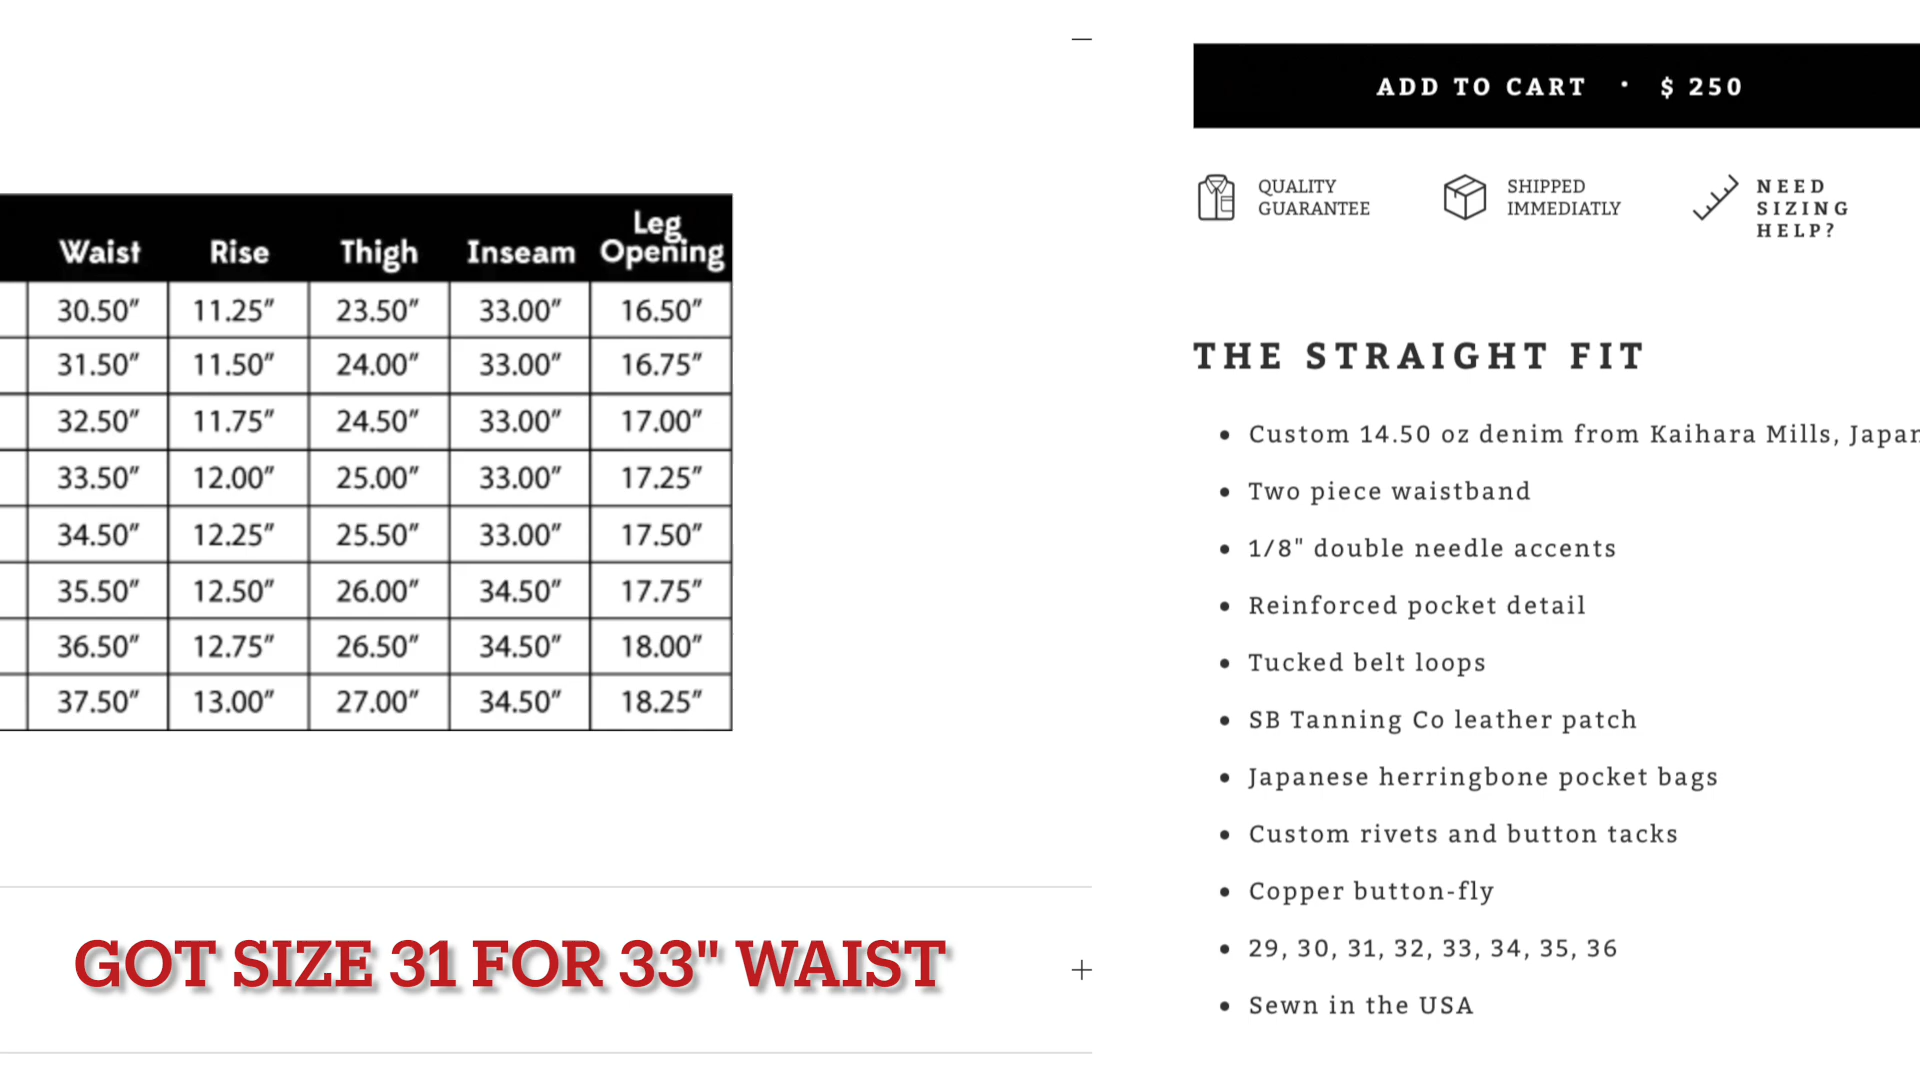 Waist Rise Thigh Inseam Leg Opening
30.50” 11.25” 23.50” 33.00” 16.50”
31.50” 11.50” 24.00” 33.00” 16.75”
32.50” 11.75” 24.50” 33.00” 17.00”
33.50” 12.00” 25.00” 33.00” 17.25”
34.50” 12.25” 25.50” 33.00” 17.50”
35.50” 12.50” 26.00” 34.50” 17.75”
36.50” 12.75” 26.50” 34.50” 18.00”
37.50” 13.00” 27.00” 34.50” 18.25”
GOT SIZE 31 FOR 33" WAIST
ADD TO CART · $ 250
QUALITY
GUARANTEE
SHIPPED
IMMEDIATLY
NEED
SIZING
HELP?
THE STRAIGHT FIT
• Custom 14.50 oz denim from Kaihara Mills, Japan
• Two piece waistband
• 1/8" double needle accents
• Reinforced pocket detail
• Tucked belt loops
• SB Tanning Co leather patch
• Japanese herringbone pocket bags
• Custom rivets and button tacks
• Copper button-fly
• 29, 30, 31, 32, 33, 34, 35, 36
• Sewn in the USA